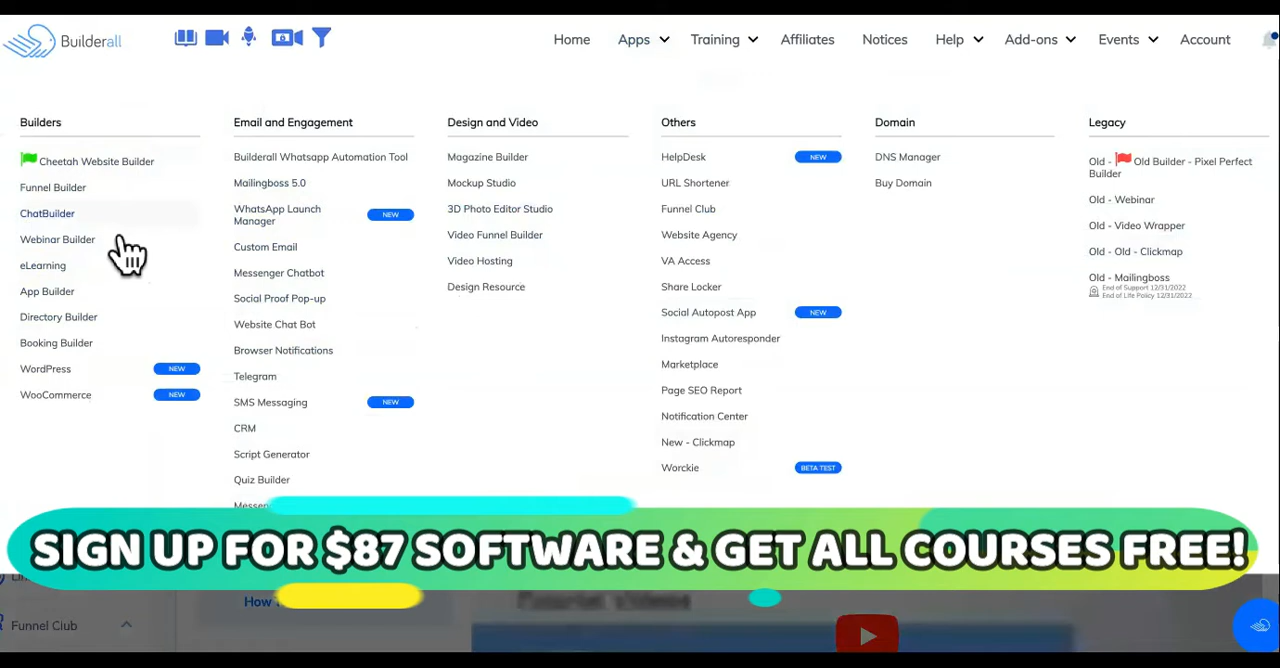 Builderall
Home
Apps
Training
Affiliates
Notices
Help
Add-ons
Events
Account
Builders
Cheetah Website Builder
Funnel Builder
ChatBuilder
Webinar Builder
eLearning
App Builder
Directory Builder
Booking Builder
WordPress NEW
WooCommerce NEW
Email and Engagement
Builderall Whatsapp Automation Tool
Mailingboss 5.0
WhatsApp Launch
Manager NEW
Custom Email
Messenger Chatbot
Social Proof Pop-up
Website Chat Bot
Browser Notifications
Telegram
SMS Messaging NEW
CRM
Script Generator
Quiz Builder
Design and Video
Magazine Builder
Mockup Studio
3D Photo Editor Studio
Video Funnel Builder
Video Hosting
Design Resource
Others
HelpDesk NEW
URL Shortener
Funnel Club
Website Agency
VA Access
Share Locker
Social Autopost App NEW
Instagram Autoresponder
Marketplace
Page SEO Report
Notification Center
New - Clickmap
Worckie BETA TEST
Domain
DNS Manager
Buy Domain
Legacy
Old - Old Builder - Pixel Perfect
Builder
Old - Webinar
Old - Video Wrapper
Old - Old - Clickmap
Old - Mailingboss
End of Support 12/31/2022
End of Life Policy 12/31/2022
SIGN UP FOR $87 SOFTWARE & GET ALL COURSES FREE!
How
Funnel Club